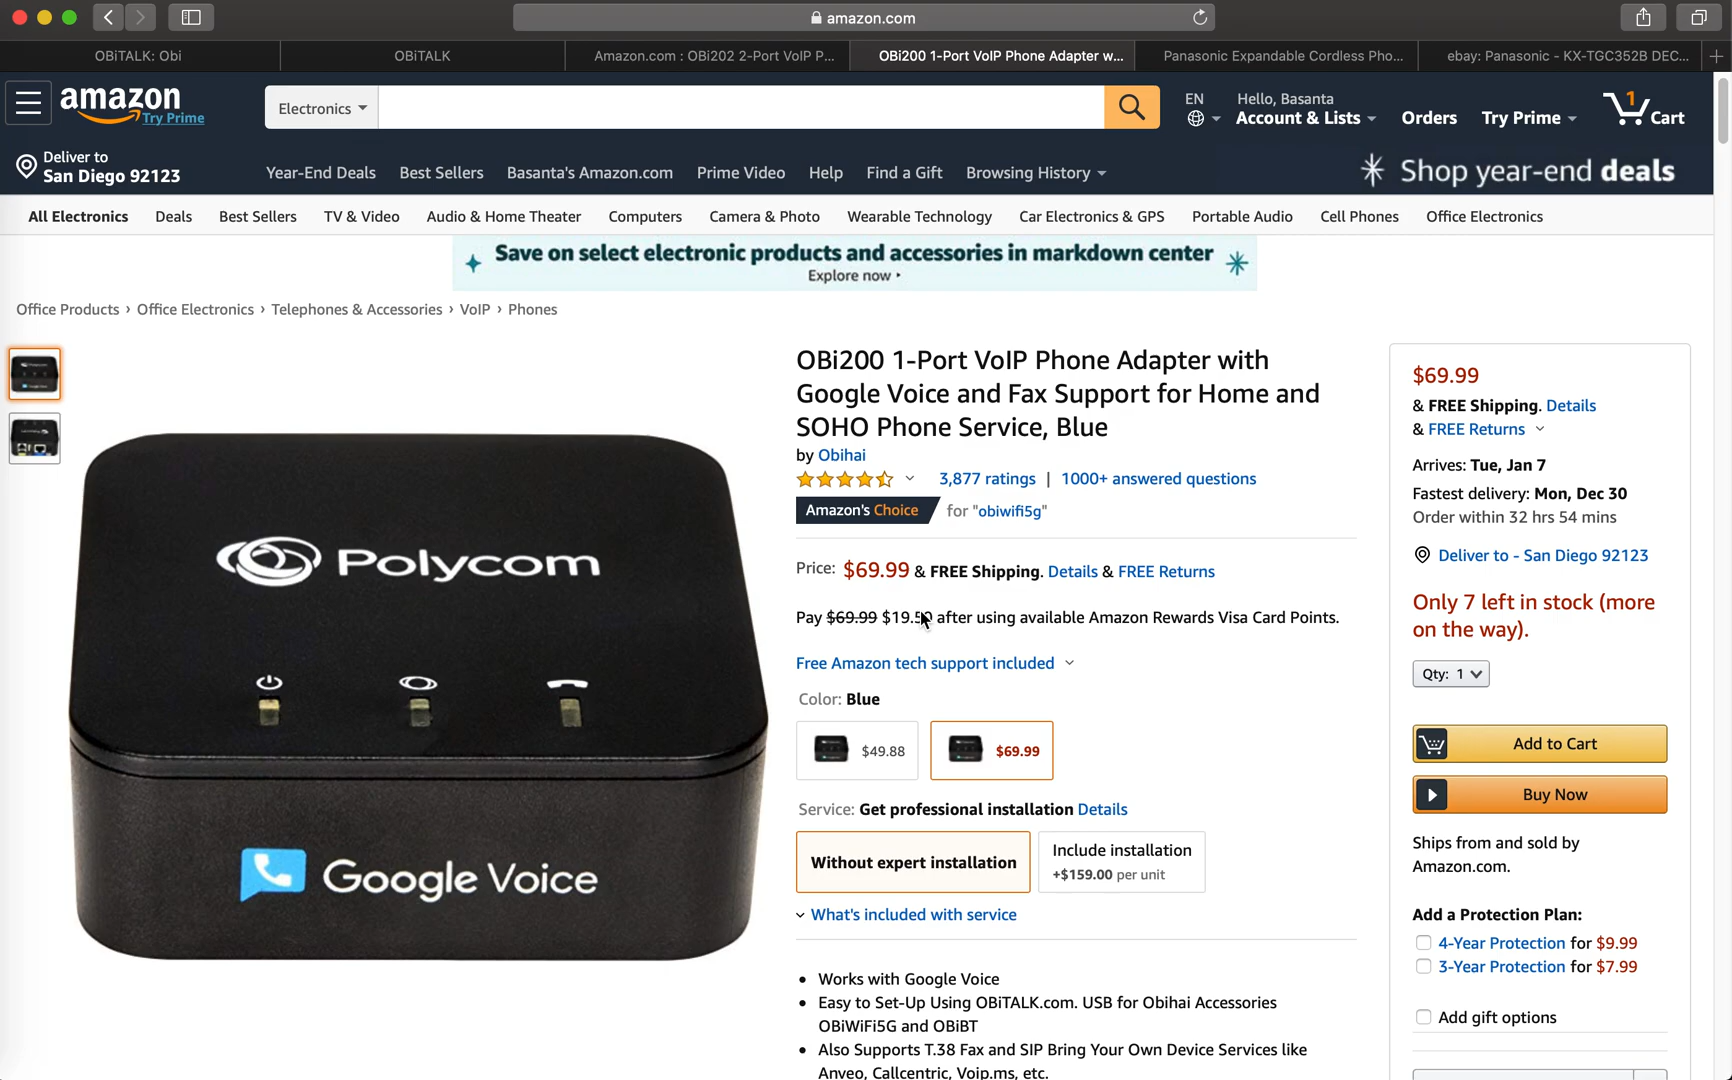 amazon.com
OBiTALK: Obi
OBiTALK
Amazon.com : OBi202 2-Port VoIP P...
OBi200 1-Port VoIP Phone Adapter w...
Panasonic Expandable Cordless Pho...
ebay: Panasonic - KX-TGC352B DEC...
amazon
Try Prime
Electronics
EN
Hello, Basanta
Account & Lists
Orders
Try Prime
1
Cart
Deliver to
San Diego 92123
Year-End Deals
Best Sellers
Basanta's Amazon.com
Prime Video
Help
Find a Gift
Browsing History
Shop year-end deals
All Electronics
Deals
Best Sellers
TV & Video
Audio & Home Theater
Computers
Camera & Photo
Wearable Technology
Car Electronics & GPS
Portable Audio
Cell Phones
Office Electronics
Save on select electronic products and accessories in markdown center
Explore now
Office Products › Office Electronics › Telephones & Accessories › VoIP › Phones
Polycom
Google Voice
OBi200 1-Port VoIP Phone Adapter with
Google Voice and Fax Support for Home and
SOHO Phone Service, Blue
by Obihai
3,877 ratings | 1000+ answered questions
Amazon's Choice for "obiwifi5g"
Price: $69.99 & FREE Shipping. Details & FREE Returns
Pay $69.99 $19.50 after using available Amazon Rewards Visa Card Points.
Free Amazon tech support included
Color: Blue
$49.88
$69.99
Service: Get professional installation Details
Without expert installation
Include installation
+$159.00 per unit
What's included with service
• Works with Google Voice
• Easy to Set-Up Using OBiTALK.com. USB for Obihai Accessories
OBiWiFi5G and OBiBT
• Also Supports T.38 Fax and SIP Bring Your Own Device Services like
Anveo, Callcentric, Voip.ms, etc.
$69.99
& FREE Shipping. Details
& FREE Returns
Arrives: Tue, Jan 7
Fastest delivery: Mon, Dec 30
Order within 32 hrs 54 mins
Deliver to - San Diego 92123
Only 7 left in stock (more
on the way).
Qty: 1
Add to Cart
Buy Now
Ships from and sold by
Amazon.com.
Add a Protection Plan:
4-Year Protection for $9.99
3-Year Protection for $7.99
Add gift options